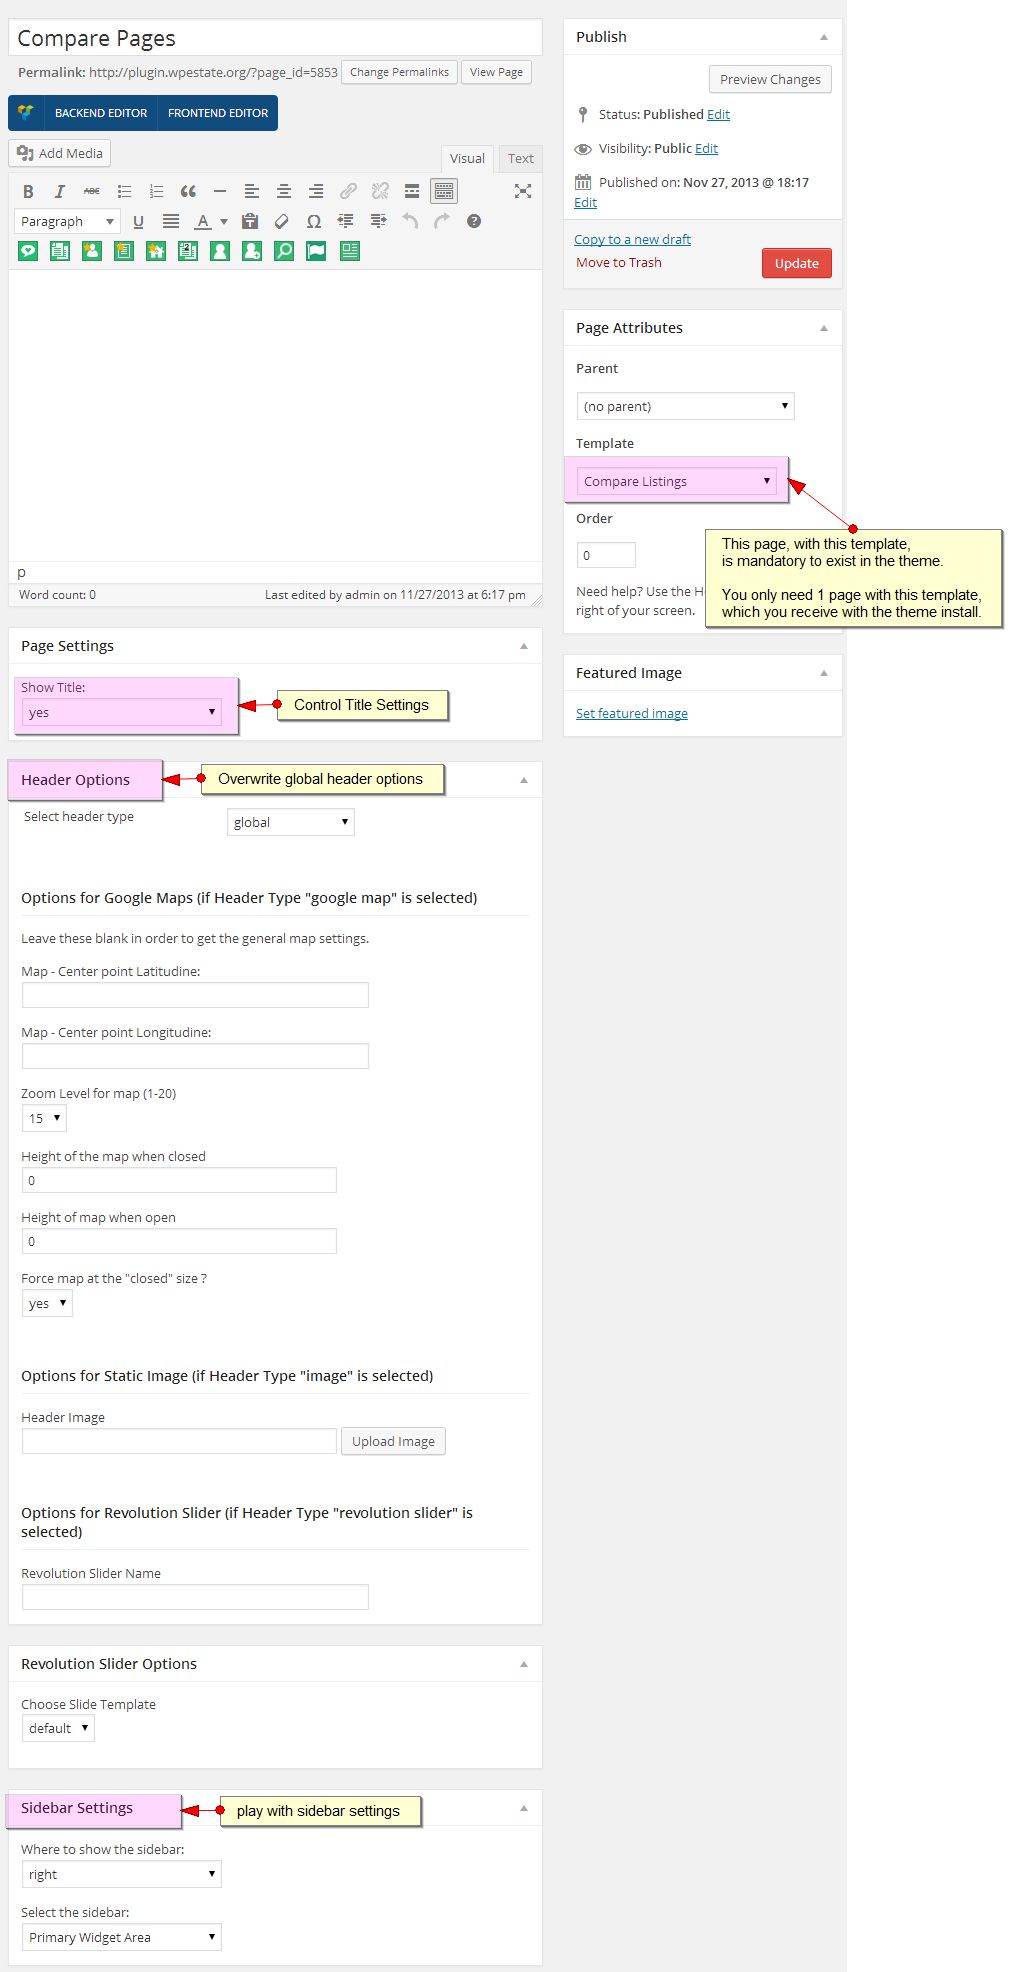 Compare Pages
Permalink: http://plugin.wpestate.org/?page_id=5853 Change Permalinks View Page
BACKEND EDITOR FRONTEND EDITOR
Add Media
Visual Text
B I ABC
Paragraph U A Ω
p
Word count: 0 Last edited by admin on 11/27/2013 at 6:17 pm
Page Settings
Show Title:
yes
Control Title Settings
Header Options
Overwrite global header options
Select header type global
Options for Google Maps (if Header Type "google map" is selected)
Leave these blank in order to get the general map settings.
Map - Center point Latitudine:
Map - Center point Longitudine:
Zoom Level for map (1-20)
15
Height of the map when closed
0
Height of map when open
0
Force map at the "closed" size ?
yes
Options for Static Image (if Header Type "image" is selected)
Header Image
Upload Image
Options for Revolution Slider (if Header Type "revolution slider" is
selected)
Revolution Slider Name
Revolution Slider Options
Choose Slide Template
default
Sidebar Settings
play with sidebar settings
Where to show the sidebar:
right
Select the sidebar:
Primary Widget Area
Publish
Preview Changes
Status: Published Edit
Visibility: Public Edit
Published on: Nov 27, 2013 @ 18:17
Edit
Copy to a new draft
Move to Trash
Update
Page Attributes
Parent
(no parent)
Template
Compare Listings
Order
0
Need help? Use the H
right of your screen.
This page, with this template,
is mandatory to exist in the theme.
You only need 1 page with this template,
which you receive with the theme install.
Featured Image
Set featured image